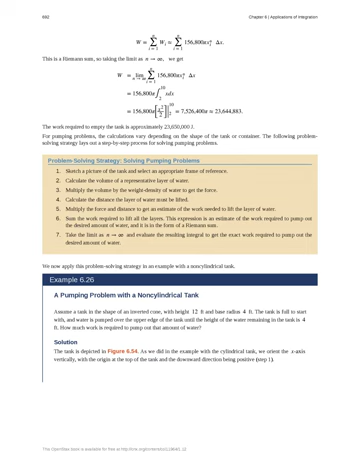 692
Chapter 6 | Applications of Integration
W = ∑ i = 1 n W_i ≈ ∑ i = 1 n 156,800πx_i* Δx.
This is a Riemann sum, so taking the limit as n → ∞, we get
W = lim n → ∞ ∑ i = 1 n 156,800πx_i* Δx
= 156,800π ∫ 2 10 xdx
= 156,800π[x²/2]|2 10 = 7,526,400π ≈ 23,644,883.
The work required to empty the tank is approximately 23,650,000 J.
For pumping problems, the calculations vary depending on the shape of the tank or container. The following problem-
solving strategy lays out a step-by-step process for solving pumping problems.
Problem-Solving Strategy: Solving Pumping Problems
1. Sketch a picture of the tank and select an appropriate frame of reference.
2. Calculate the volume of a representative layer of water.
3. Multiply the volume by the weight-density of water to get the force.
4. Calculate the distance the layer of water must be lifted.
5. Multiply the force and distance to get an estimate of the work needed to lift the layer of water.
6. Sum the work required to lift all the layers. This expression is an estimate of the work required to pump out
the desired amount of water, and it is in the form of a Riemann sum.
7. Take the limit as n → ∞ and evaluate the resulting integral to get the exact work required to pump out the
desired amount of water.
We now apply this problem-solving strategy in an example with a noncylindrical tank.
Example 6.26
A Pumping Problem with a Noncylindrical Tank
Assume a tank in the shape of an inverted cone, with height 12 ft and base radius 4 ft. The tank is full to start
with, and water is pumped over the upper edge of the tank until the height of the water remaining in the tank is 4
ft. How much work is required to pump out that amount of water?
Solution
The tank is depicted in Figure 6.54. As we did in the example with the cylindrical tank, we orient the x-axis
vertically, with the origin at the top of the tank and the downward direction being positive (step 1).
This OpenStax book is available for free at